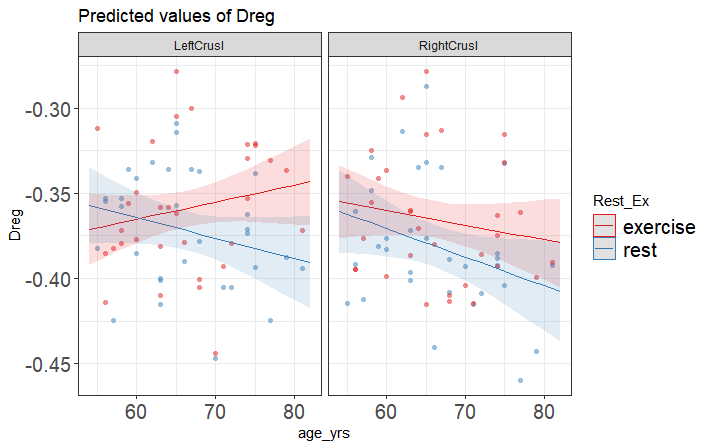 Predicted values of Dreg
LeftCrusI
RightCrusI
-0.30
-0.35
-0.40
-0.45
Dreg
60
70
80
60
70
80
age_yrs
Rest_Ex
exercise
rest